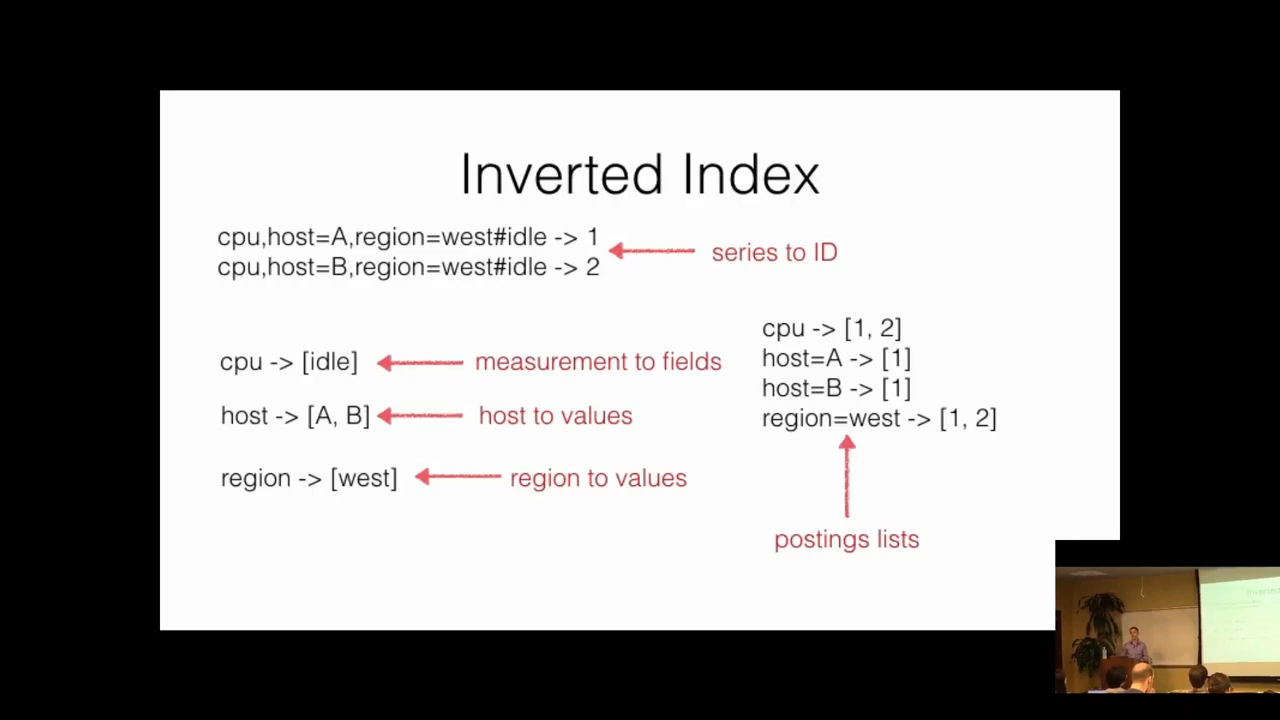 Inverted Index
cpu,host=A,region=west#idle -> 1
cpu,host=B,region=west#idle -> 2
series to ID
cpu -> [idle]
measurement to fields
host -> [A, B]
host to values
region -> [west]
region to values
cpu -> [1, 2]
host=A -> [1]
host=B -> [1]
region=west -> [1, 2]
postings lists